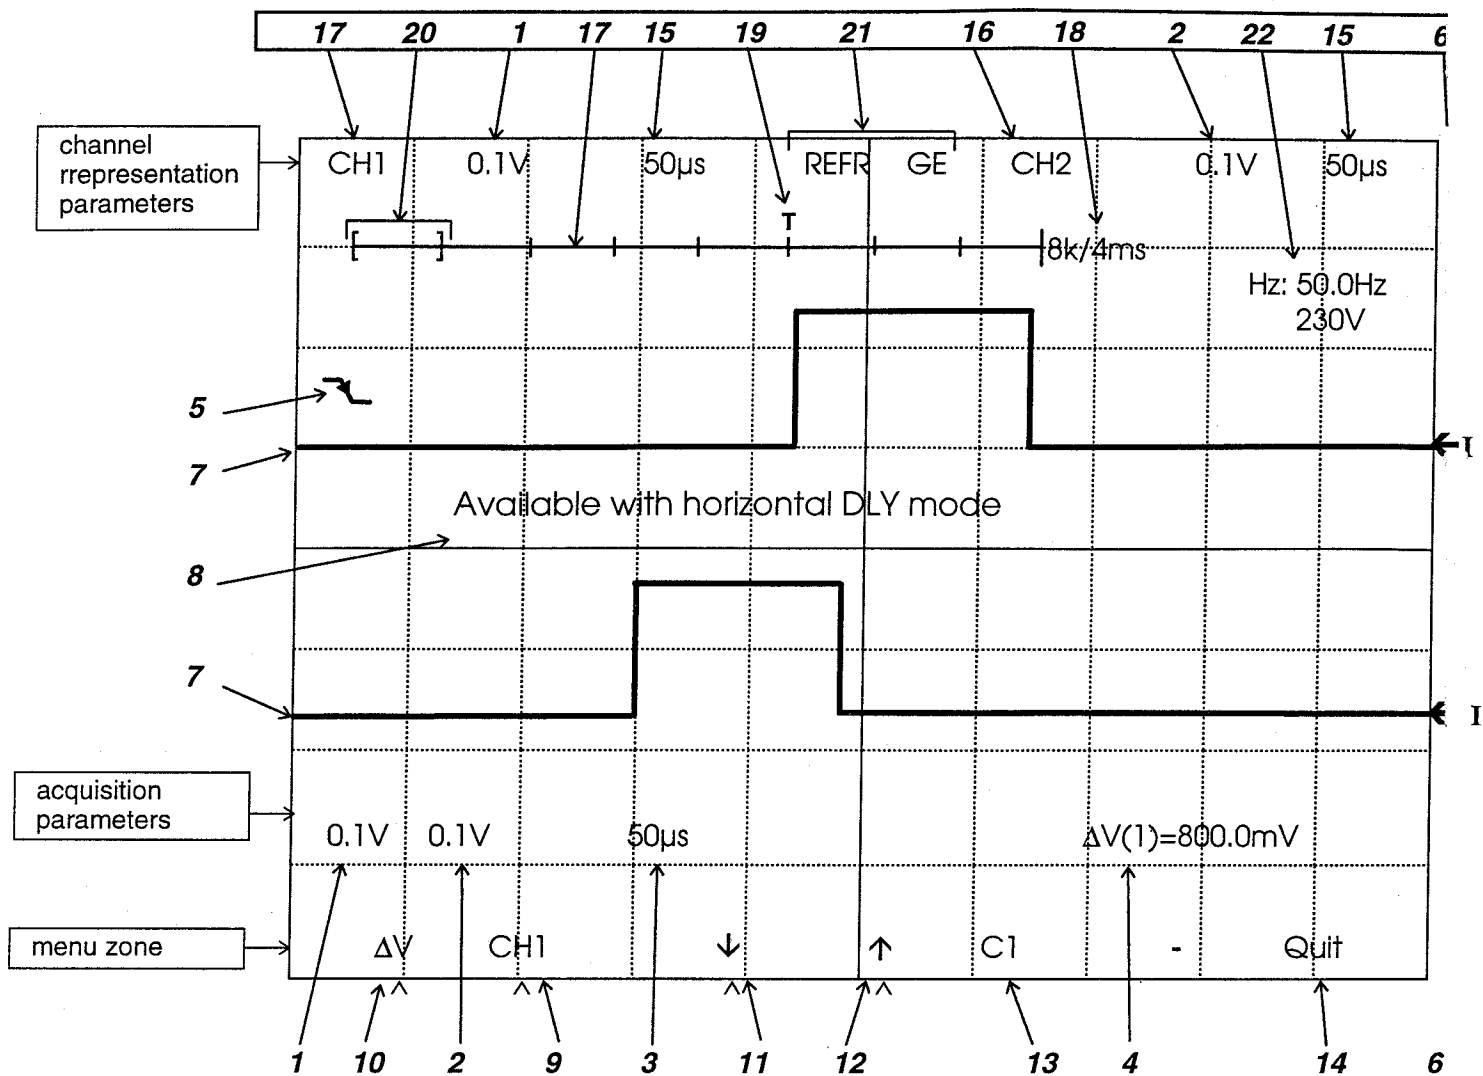 17 20 1 17 15 19 21 16 18 2 22 15 6
channel
rrepresentation
parameters
CH1 0.1V 50µs REFR GE CH2 0.1V 50µs
T
8k/4ms
Hz: 50.0Hz
230V
5
7
I
Available with horizontal DLY mode
8
7
I
acquisition
parameters
0.1V 0.1V 50µs ΔV(1)=800.0mV
menu zone
ΔV CH1 ↓ ↑ C1 - Quit
1 10 2 9 3 11 12 13 4 14 6